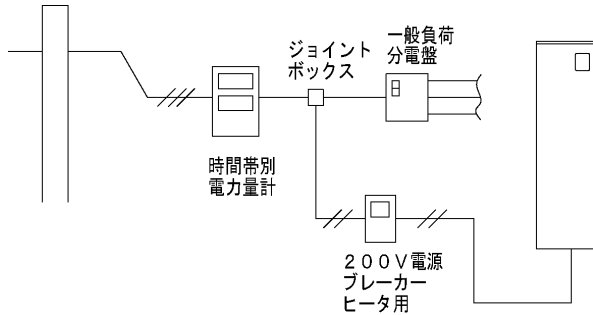 ジョイント
ボックス
一般負荷
分電盤
時間帯別
電力量計
２００Ｖ電源
ブレーカー
ヒータ用